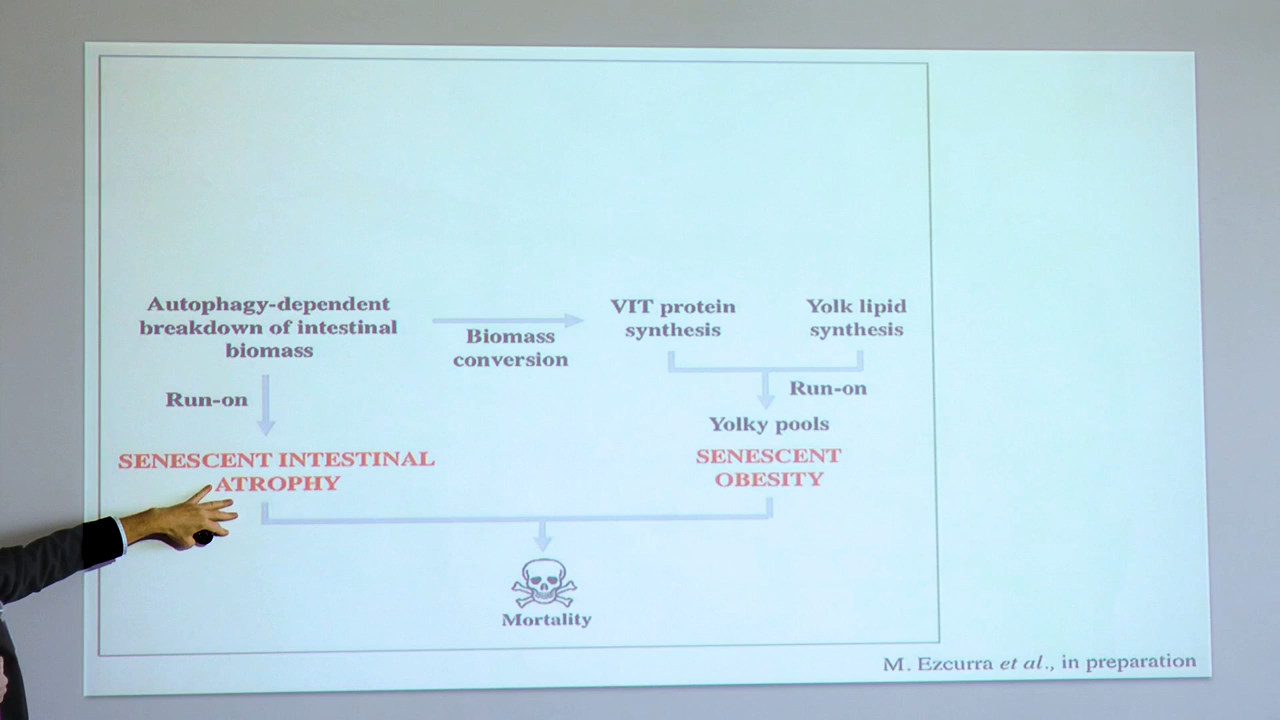 Autophagy-dependent
breakdown of intestinal
biomass
Biomass
conversion
VIT protein
synthesis
Yolk lipid
synthesis
Run-on
Run-on
Yolky pools
SENESCENT INTESTINAL
ATROPHY
SENESCENT
OBESITY
Mortality
M. Ezcurra et al., in preparation